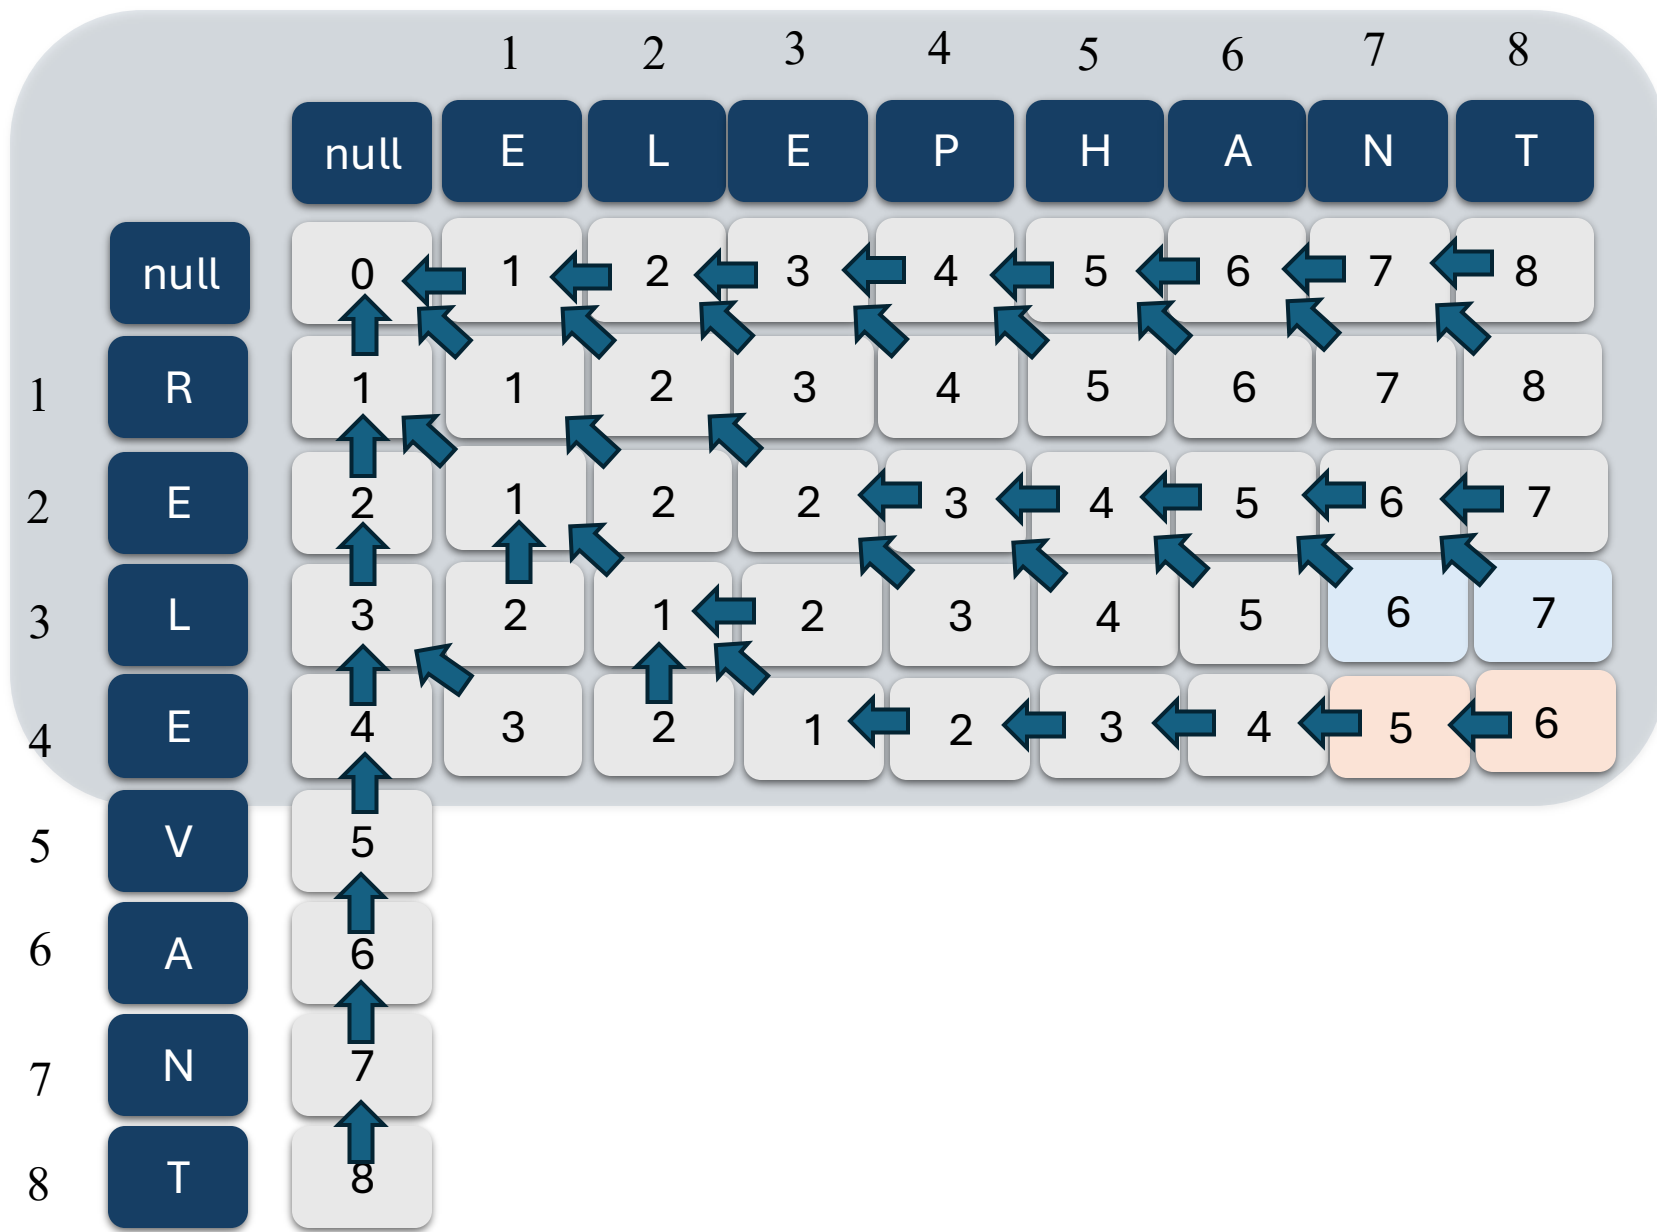 1 2 3 4 5 6 7 8
null E L E P H A N T
null 0 1 2 3 4 5 6 7 8
1 R 1 1 2 3 4 5 6 7 8
2 E 2 1 2 2 3 4 5 6 7
3 L 3 2 1 2 3 4 5 6 7
4 E 4 3 2 1 2 3 4 5 6
5 V 5
6 A 6
7 N 7
8 T 8